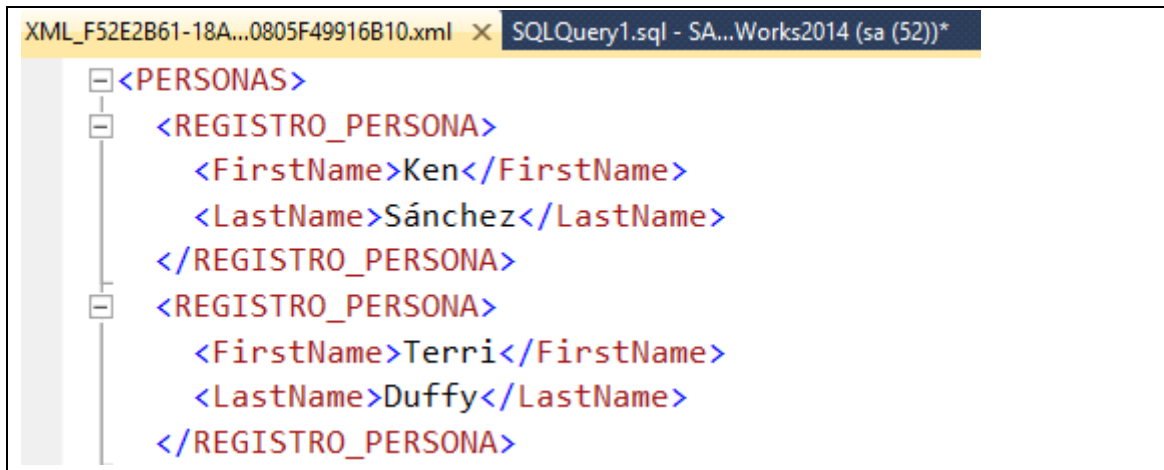 XML_F52E2B61-18A...0805F49916B10.xml × SQLQuery1.sql - SA...Works2014 (sa (52))*
<PERSONAS>
<REGISTRO_PERSONA>
<FirstName>Ken</FirstName>
<LastName>Sánchez</LastName>
</REGISTRO_PERSONA>
<REGISTRO_PERSONA>
<FirstName>Terri</FirstName>
<LastName>Duffy</LastName>
</REGISTRO_PERSONA>